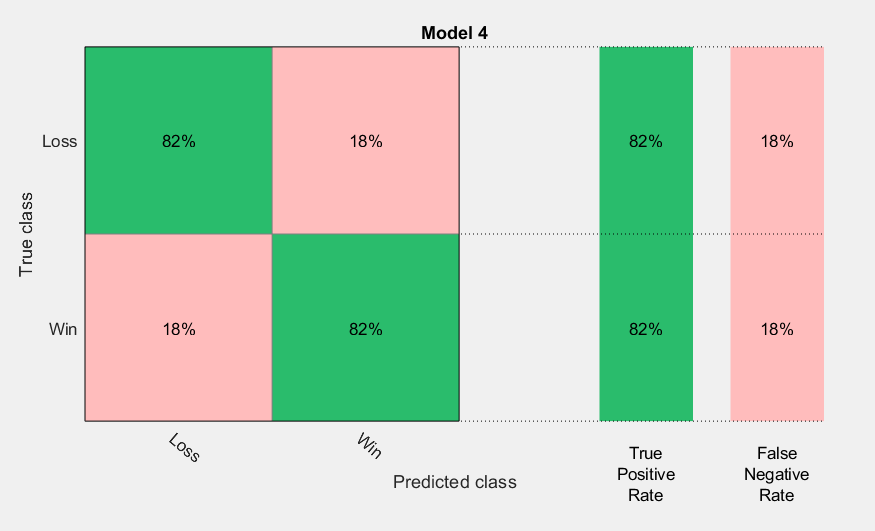 Model 4
Loss
82%
18%
82%
18%
True class
Win
18%
82%
82%
18%
Loss
Win
Predicted class
True
Positive
Rate
False
Negative
Rate